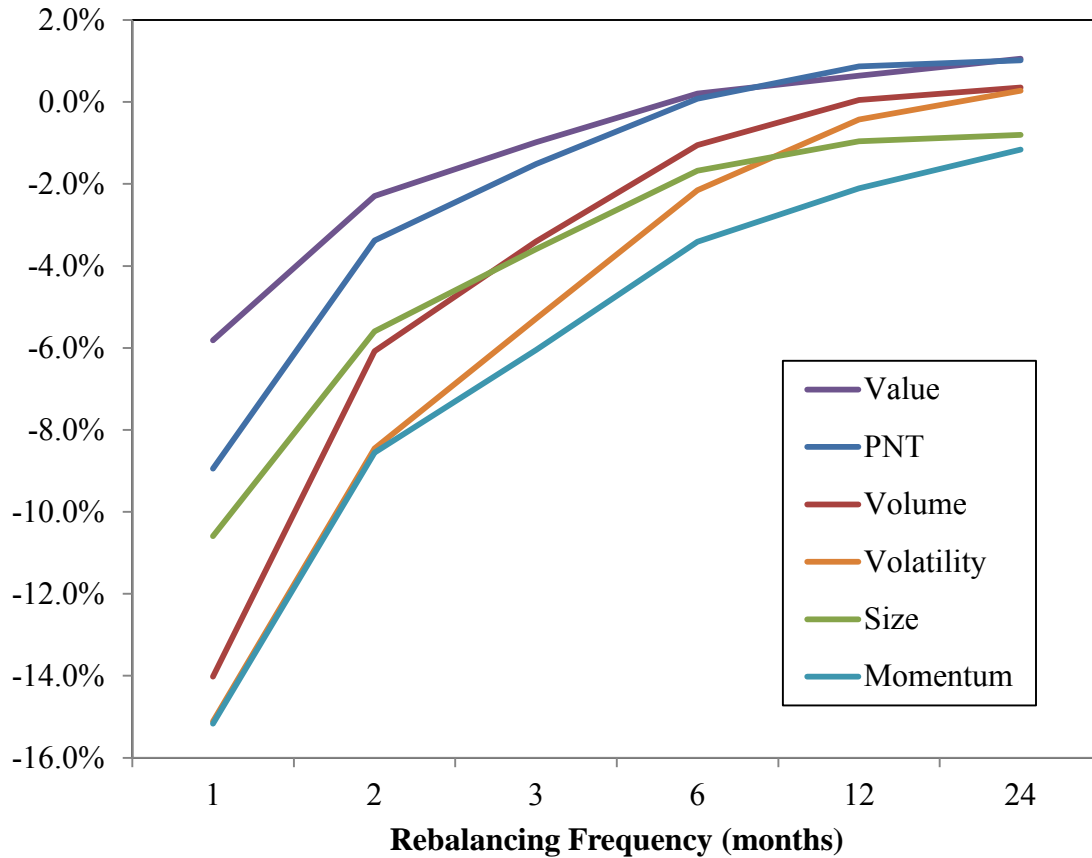 2.0%
0.0%
-2.0%
-4.0%
-6.0%
-8.0%
-10.0%
-12.0%
-14.0%
-16.0%
Value
PNT
Volume
Volatility
Size
Momentum
1 2 3 6 12 24
Rebalancing Frequency (months)